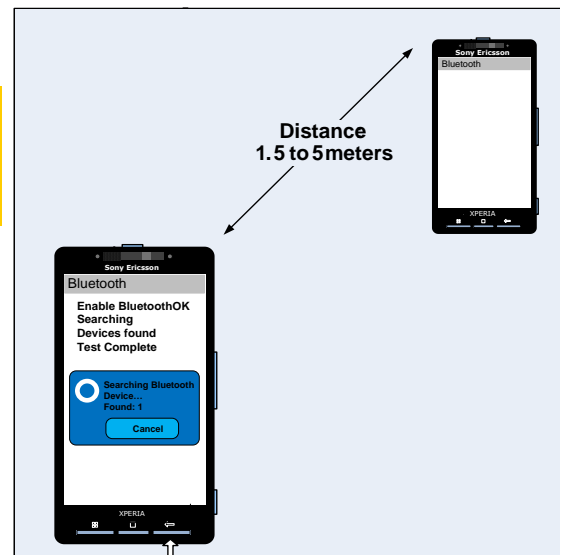 Sony Ericsson
Bluetooth
Distance
1.5 to 5 meters
XPERIA
Sony Ericsson
Bluetooth
Enable BluetoothOK
Searching
Devices found
Test Complete
Searching Bluetooth
Device...
Found: 1
Cancel
XPERIA